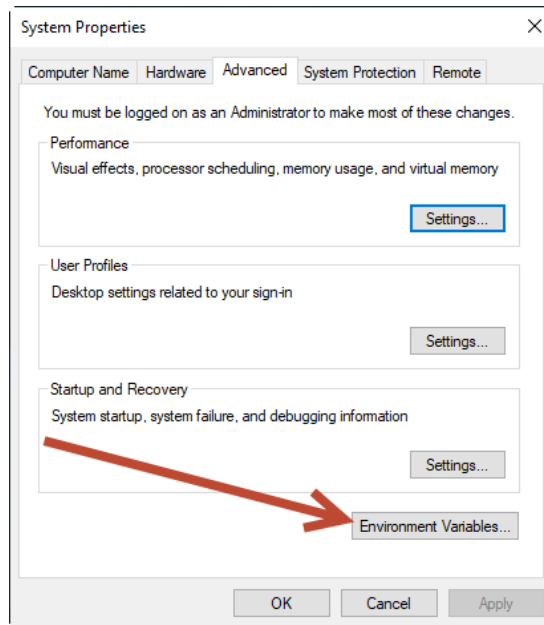 System Properties
Computer Name Hardware Advanced System Protection Remote
You must be logged on as an Administrator to make most of these changes.
Performance
Visual effects, processor scheduling, memory usage, and virtual memory
Settings...
User Profiles
Desktop settings related to your sign-in
Settings...
Startup and Recovery
System startup, system failure, and debugging information
Settings...
Environment Variables...
OK Cancel Apply